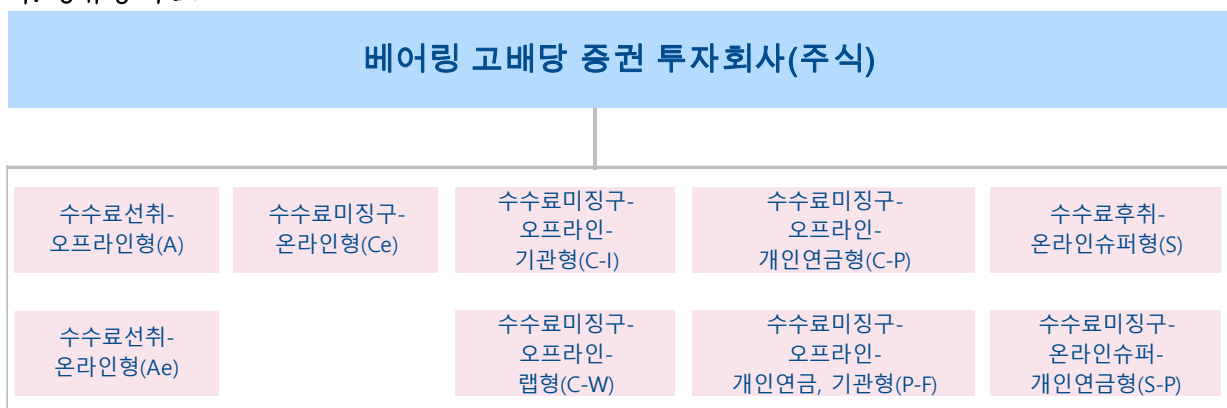 베어링 고배당 증권 투자회사(주식)
수수료선취-
오프라인형(A)
수수료미징구-
온라인형(Ce)
수수료미징구-
오프라인-
기관형(C-I)
수수료미징구-
오프라인-
개인연금형(C-P)
수수료후취-
온라인슈퍼형(S)
수수료선취-
온라인형(Ae)
수수료미징구-
오프라인-
랩형(C-W)
수수료미징구-
오프라인-
개인연금, 기관형(P-F)
수수료미징구-
온라인슈퍼-
개인연금형(S-P)